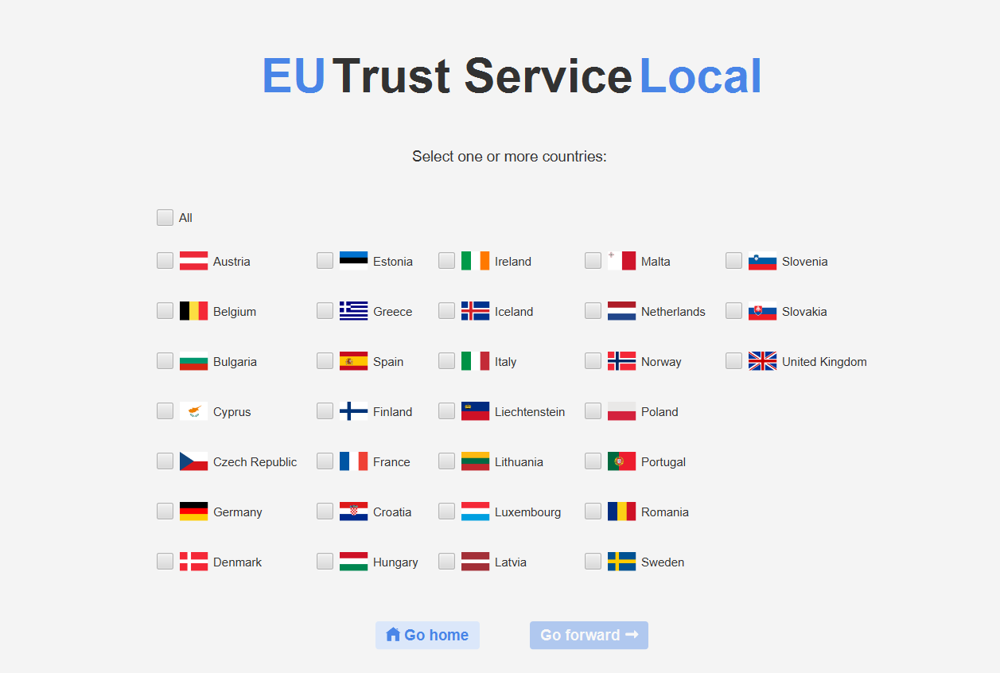 EU Trust Service Local
Select one or more countries:
All
Austria Estonia Ireland Malta Slovenia
Belgium Greece Iceland Netherlands Slovakia
Bulgaria Spain Italy Norway United Kingdom
Cyprus Finland Liechtenstein Poland
Czech Republic France Lithuania Portugal
Germany Croatia Luxembourg Romania
Denmark Hungary Latvia Sweden
Go home Go forward